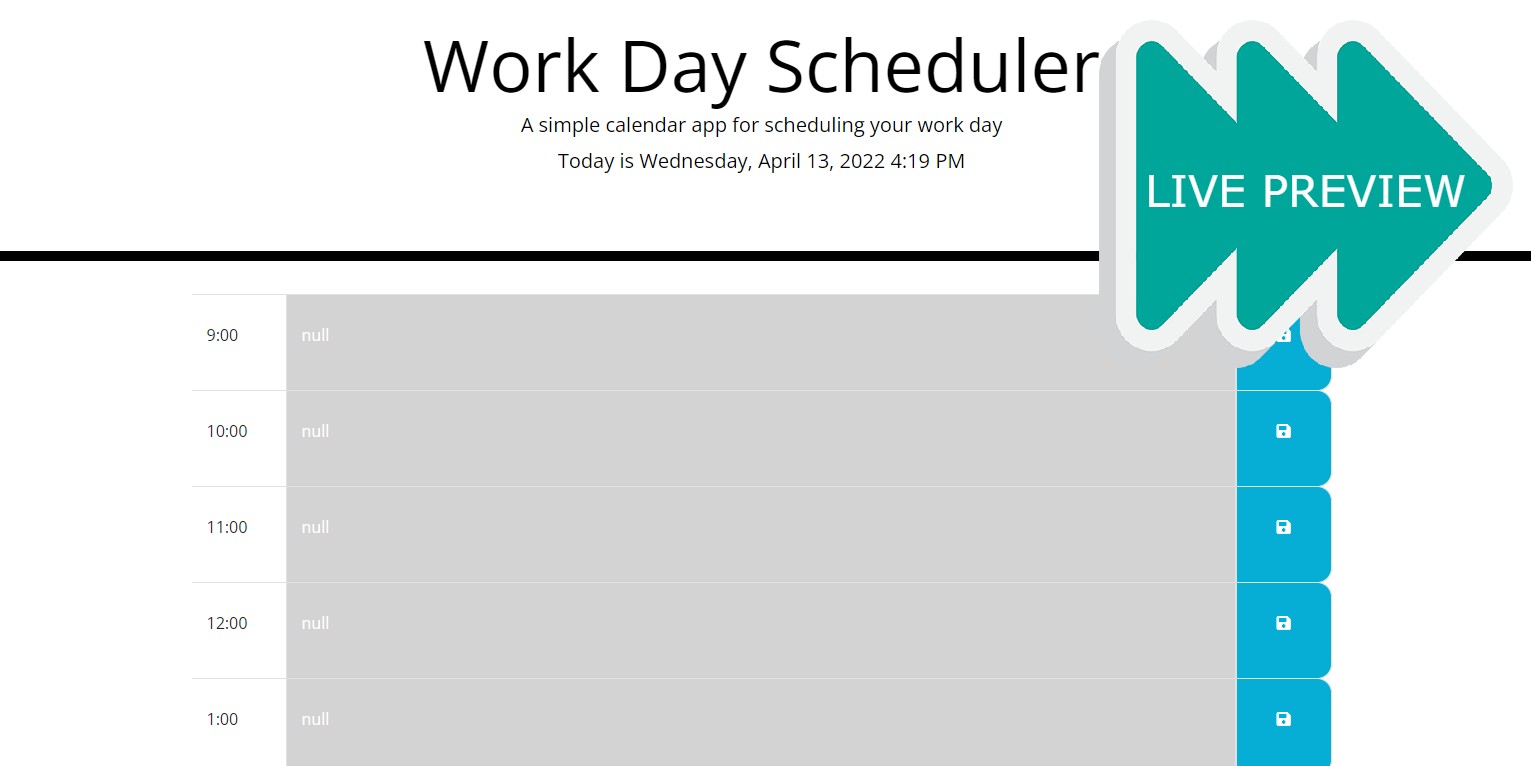 Work Day Scheduler
A simple calendar app for scheduling your work day
Today is Wednesday, April 13, 2022 4:19 PM
LIVE PREVIEW
9:00 null
10:00 null
11:00 null
12:00 null
1:00 null